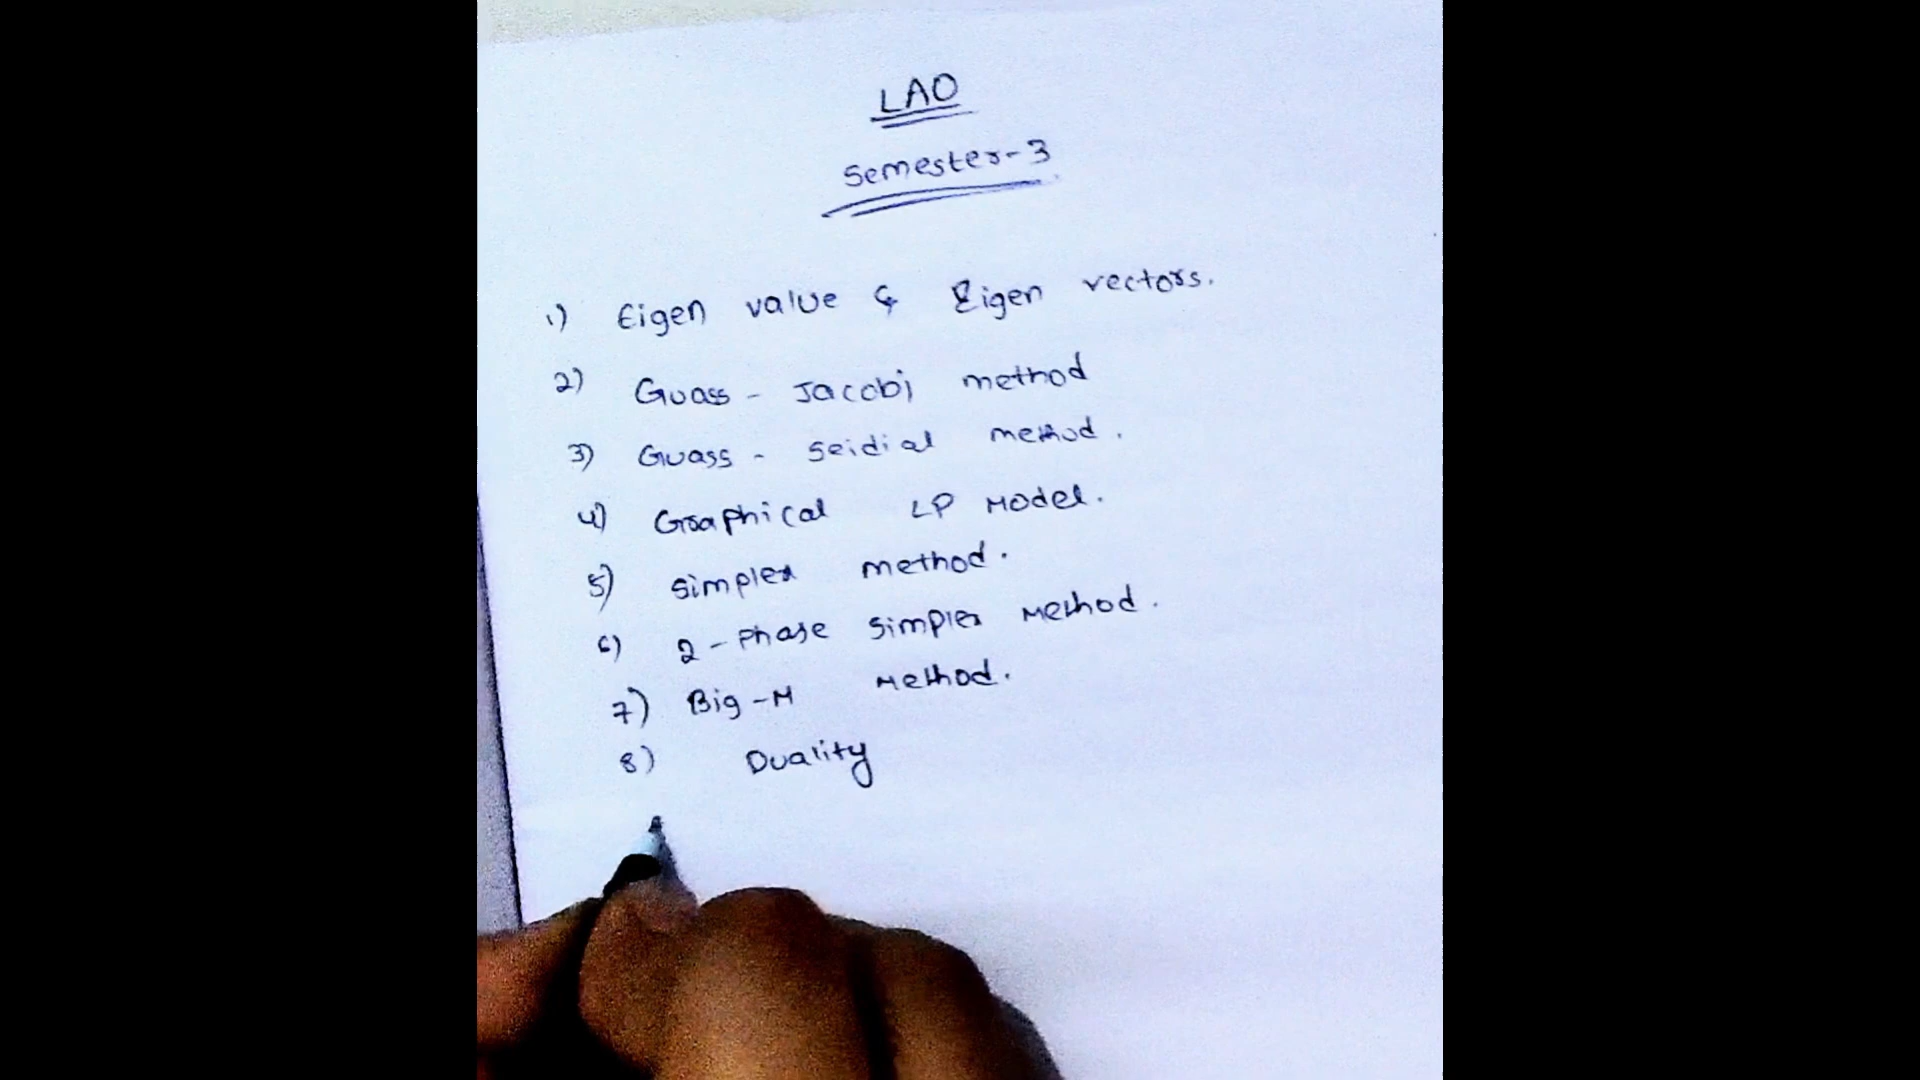 LAO
Semester-3
1) Eigen value & Eigen vectors.
2) Guass - Jacobi method
3) Guass - seidial method.
4) Graphical LP Model.
5) simplex method.
6) 2-phase simplex Method.
7) Big-M Method.
8) Duality